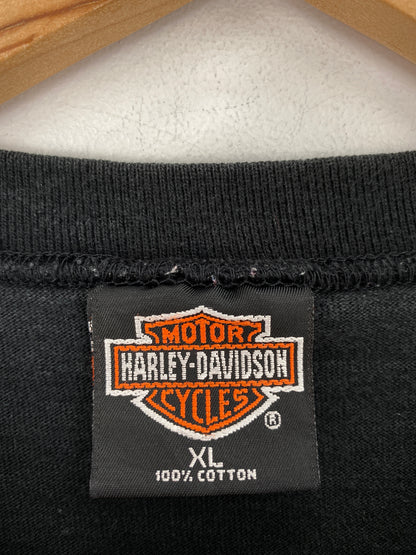 MOTOR
HARLEY-DAVIDSON
CYCLES
®
XL
100% COTTON